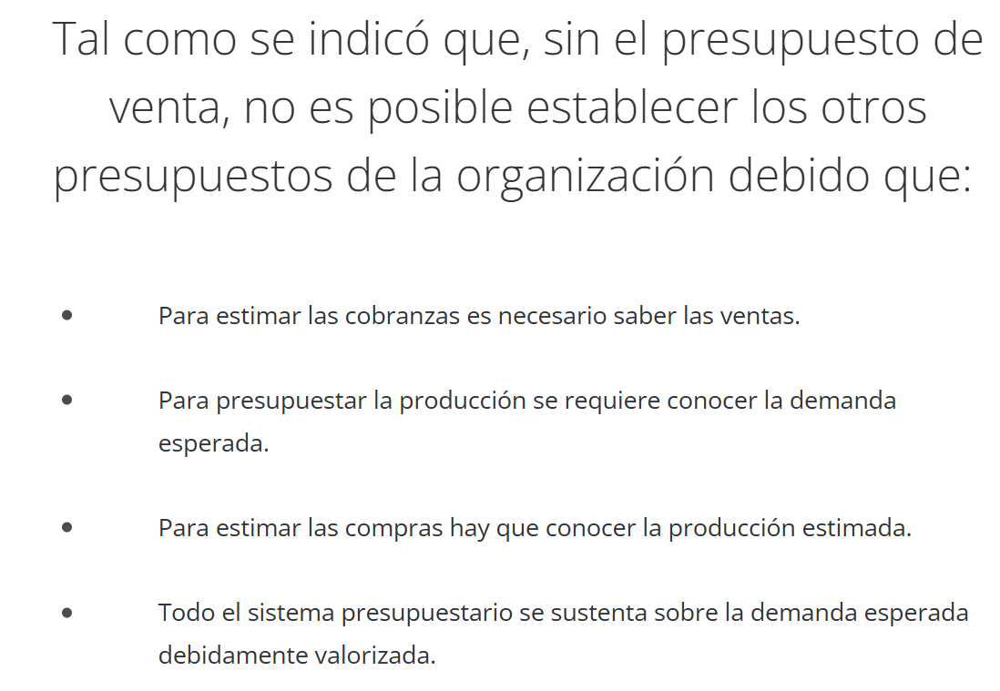 Tal como se indicó que, sin el presupuesto de
venta, no es posible establecer los otros
presupuestos de la organización debido que:
• Para estimar las cobranzas es necesario saber las ventas.
• Para presupuestar la producción se requiere conocer la demanda
esperada.
• Para estimar las compras hay que conocer la producción estimada.
• Todo el sistema presupuestario se sustenta sobre la demanda esperada
debidamente valorizada.